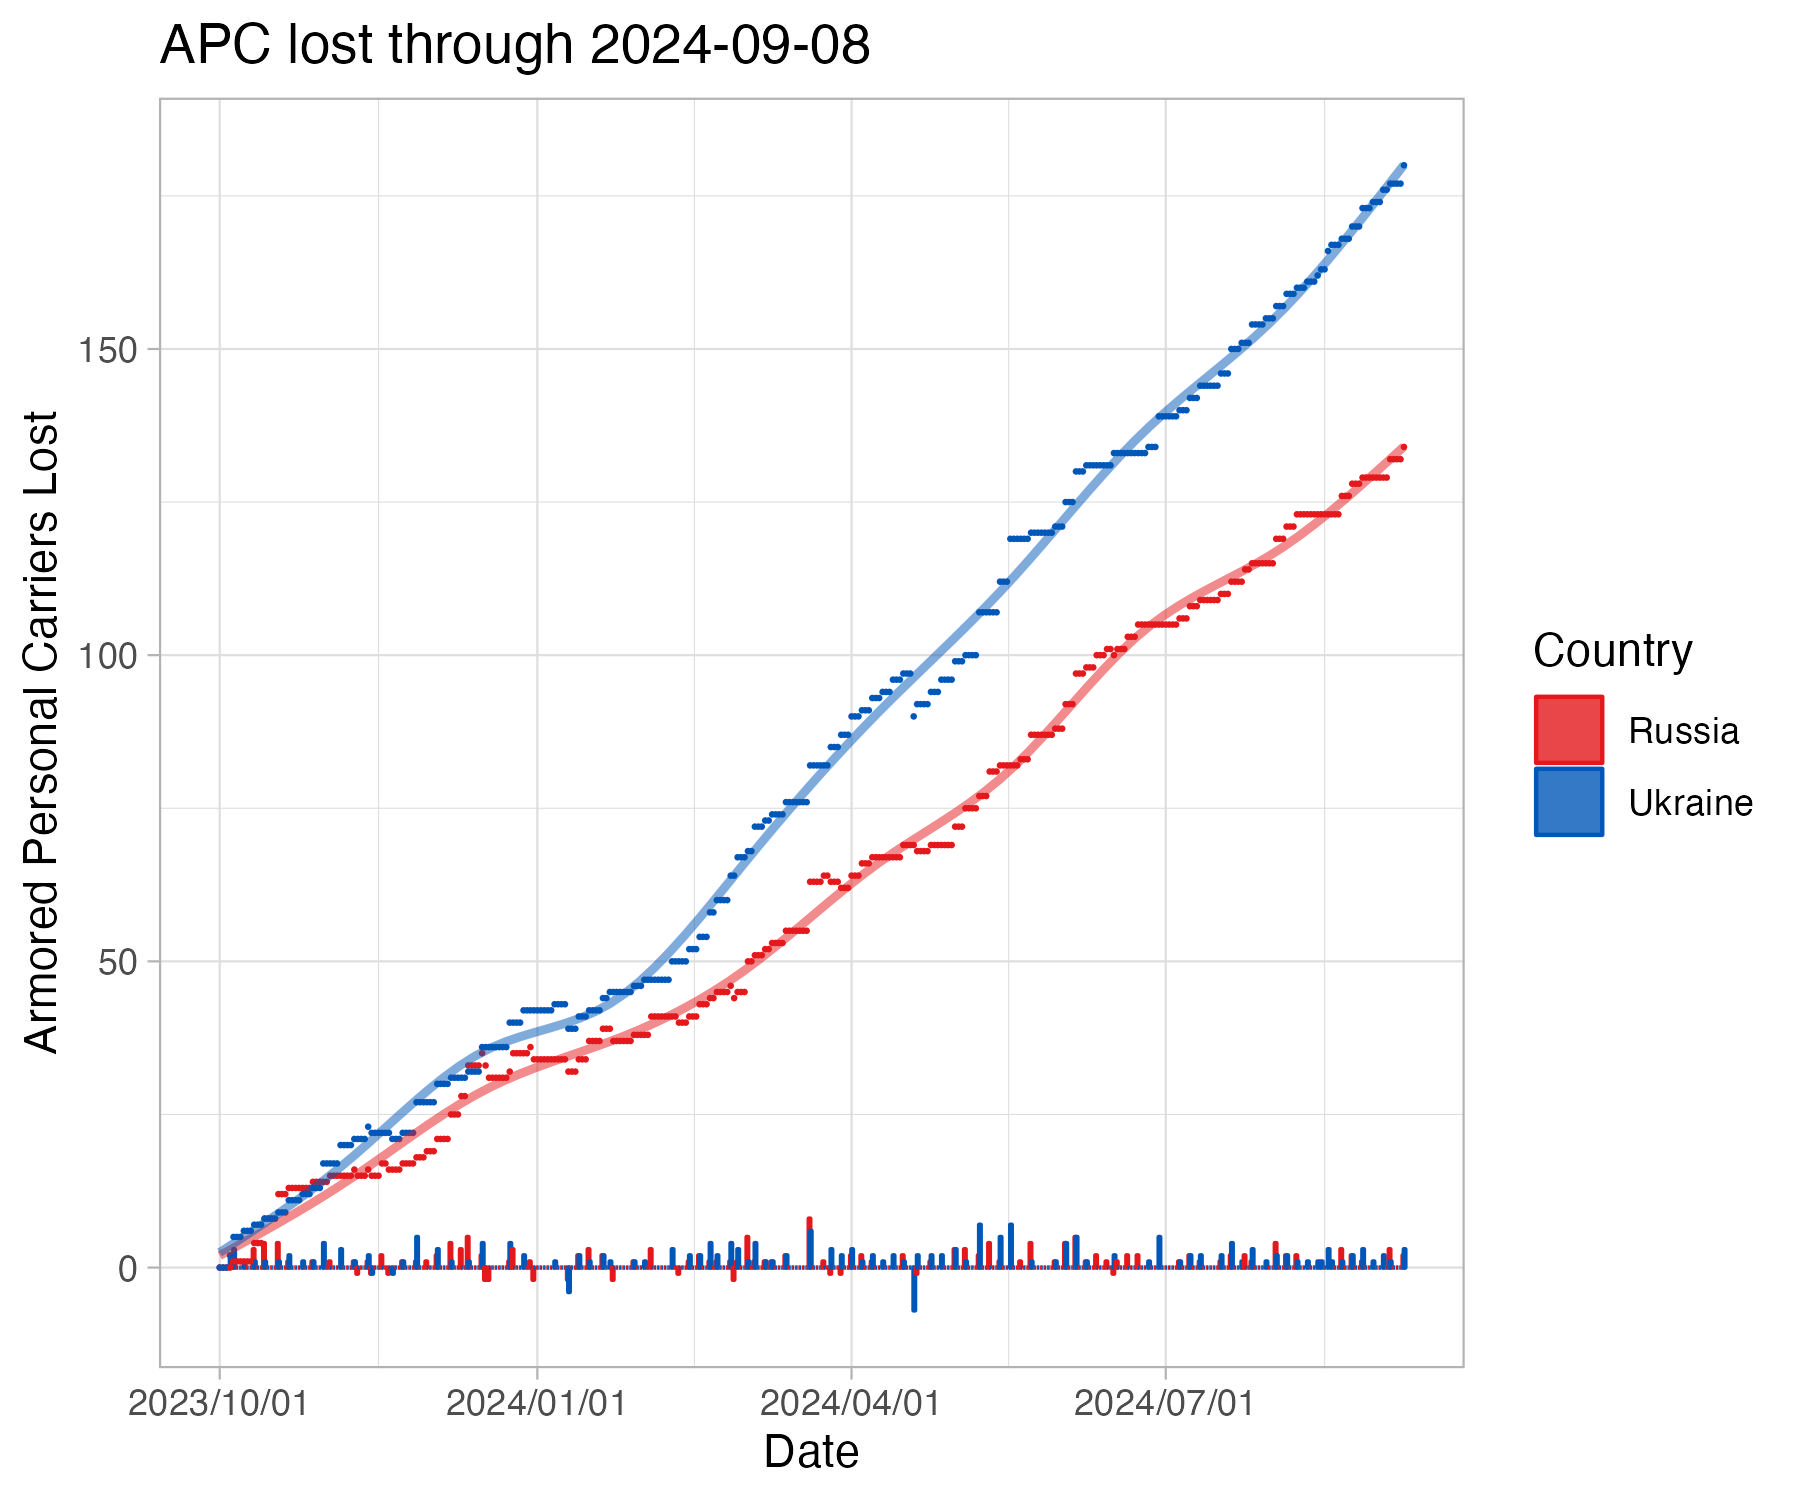 APC lost through 2024-09-08
Armored Personal Carriers Lost
150
100
50
0
2023/10/01
2024/01/01
2024/04/01
2024/07/01
Date
Country
Russia
Ukraine